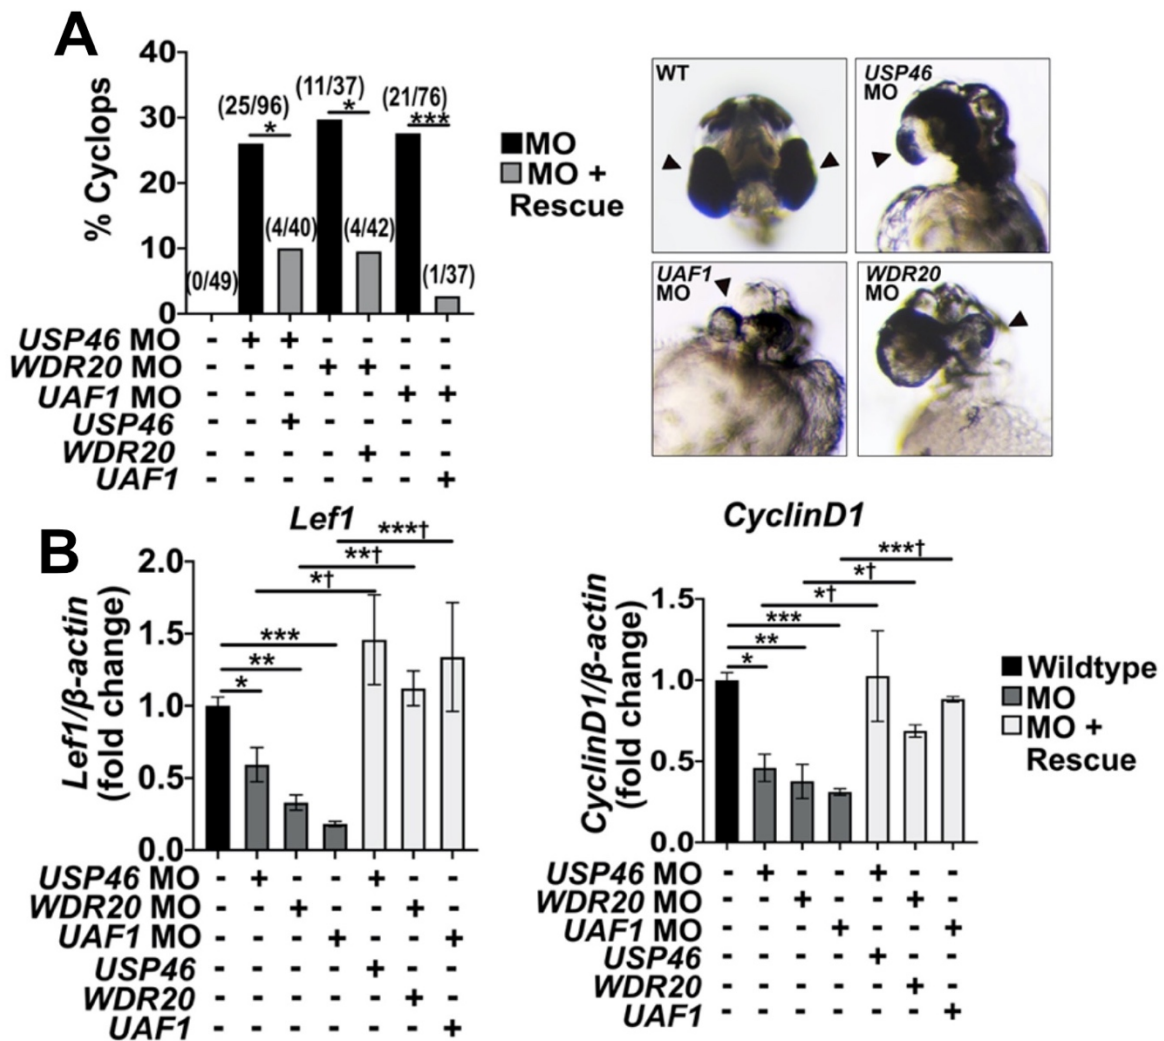 A
% Cyclops
40
30
20
10
0
(0/49)
(25/96)
*
(4/40)
(11/37)
*
(4/42)
(21/76)
***
(1/37)
MO
MO +
Rescue
USP46 MO - + + - - - -
WDR20 MO - - - + + - -
UAF1 MO - - - - - + +
USP46 - - + - - - -
WDR20 - - - - + - -
UAF1 - - - - - - +
WT
USP46
MO
UAF1
MO
WDR20
MO
B
Lef1
Lef1/β-actin
(fold change)
2.0
1.5
1.0
0.5
0.0
***†
**†
*†
***
**
*
USP46 MO - + - - + - -
WDR20 MO - - + - - + -
UAF1 MO - - - + - - +
USP46 - - - - + - -
WDR20 - - - - - + -
UAF1 - - - - - - +
CyclinD1
CyclinD1/β-actin
(fold change)
1.5
1.0
0.5
0.0
***†
*†
*†
***
**
*
USP46 MO - + - - + - -
WDR20 MO - - + - - + -
UAF1 MO - - - + - - +
USP46 - - - - + - -
WDR20 - - - - - + -
UAF1 - - - - - - +
Wildtype
MO
MO +
Rescue